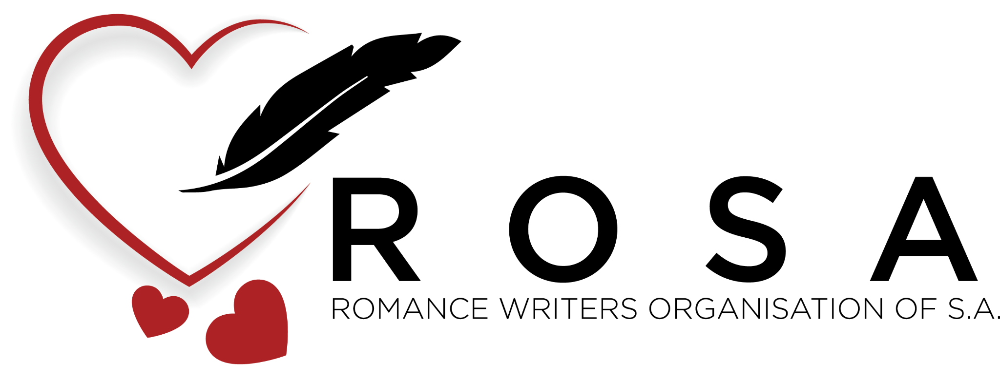 ROSA
ROMANCE WRITERS ORGANISATION OF S.A.